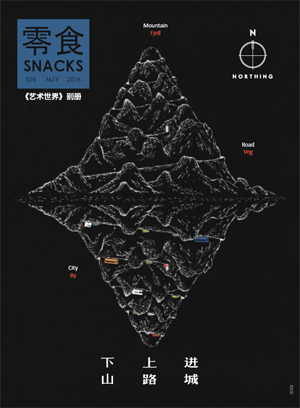 零食
SNACKS
024 MAY 2016
《艺术世界》别册
Mountain
Fjell
N
NORTHING
Road
Veg
City
By
下 上 进
山 路 城